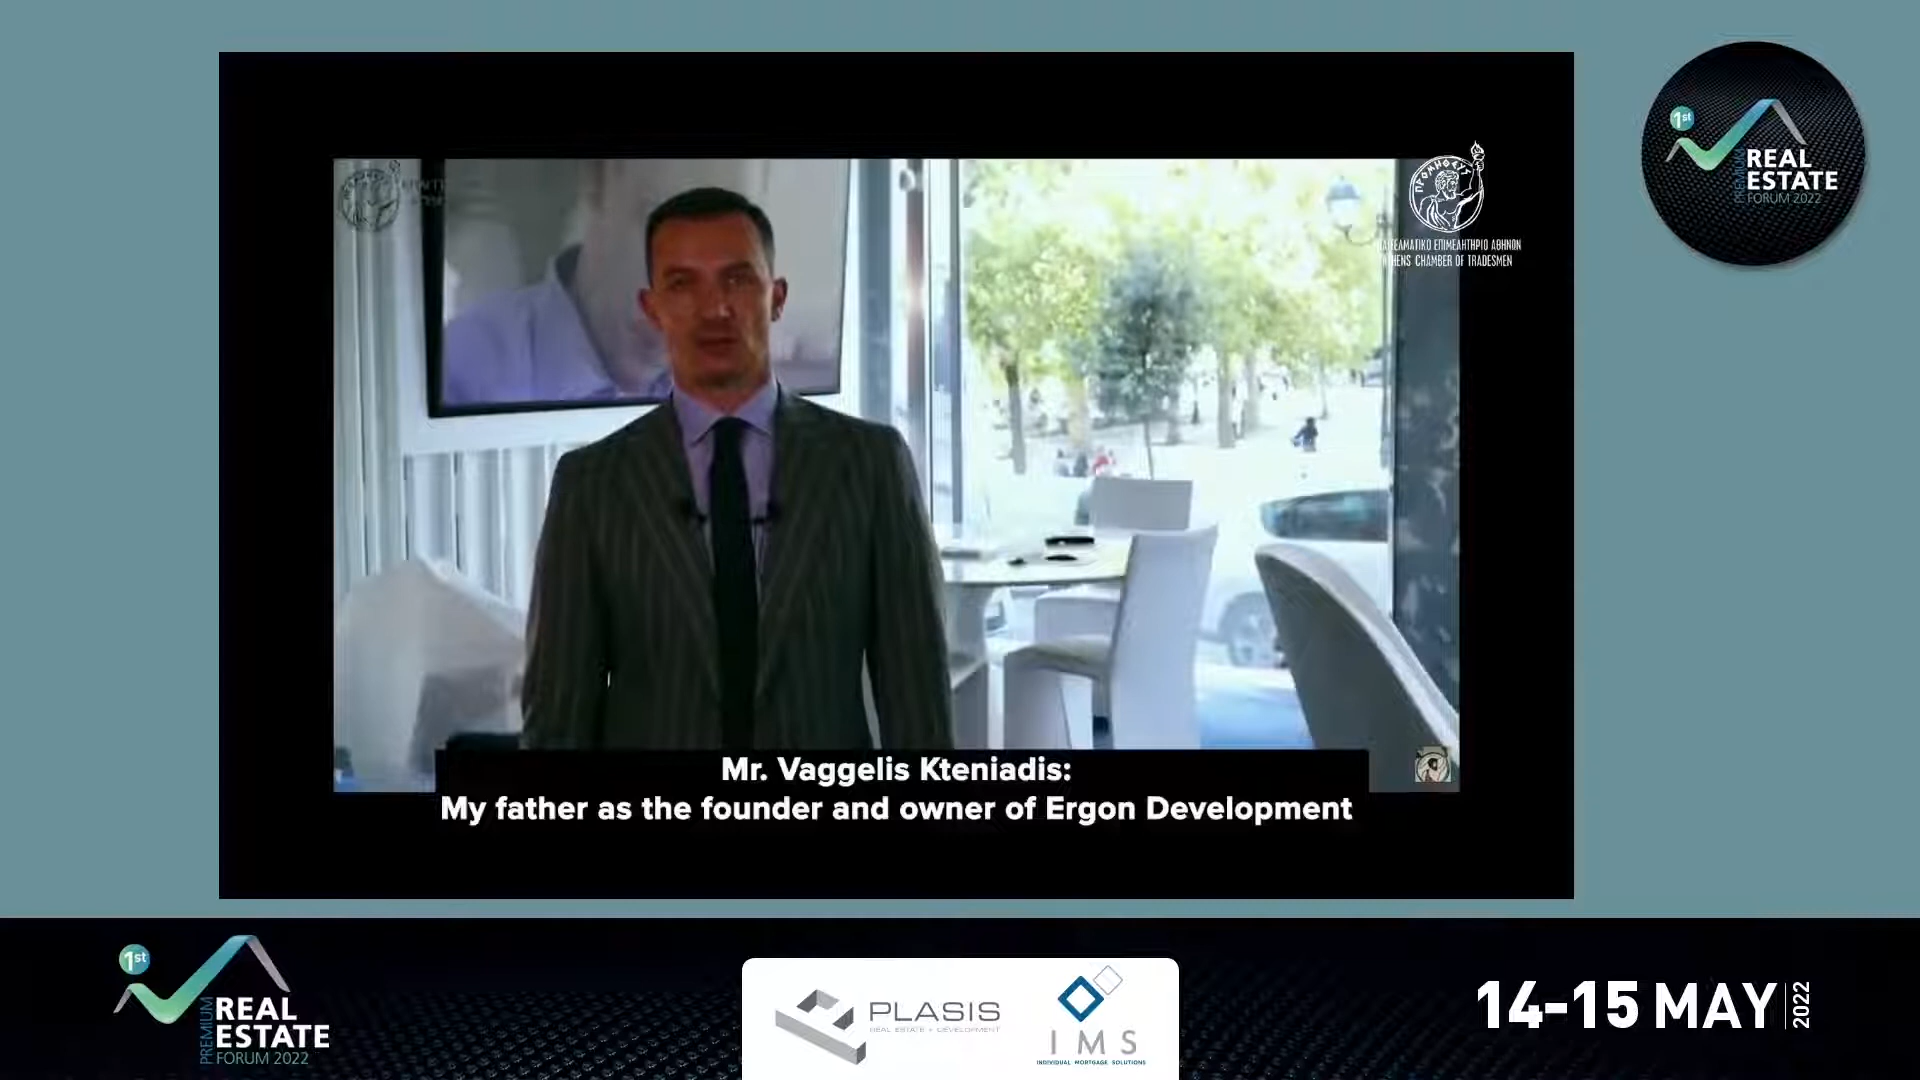 1st
REAL
ESTATE
PREMIUM
FORUM 2022
ΠΡΟΜΗΘΕΥΣ
ΕΠΙΜΕΛΗΤΗΡΙΟ ΑΘΗΝΩΝ
CHAMBER OF TRADESMEN
Mr. Vaggelis Kteniadis:
My father as the founder and owner of Ergon Development
1st
REAL
ESTATE
PREMIUM
FORUM 2022
PLASIS
REAL ESTATE + DEVELOPMENT
IMS
INDIVIDUAL MORTGAGE SOLUTIONS
14-15 MAY 2022